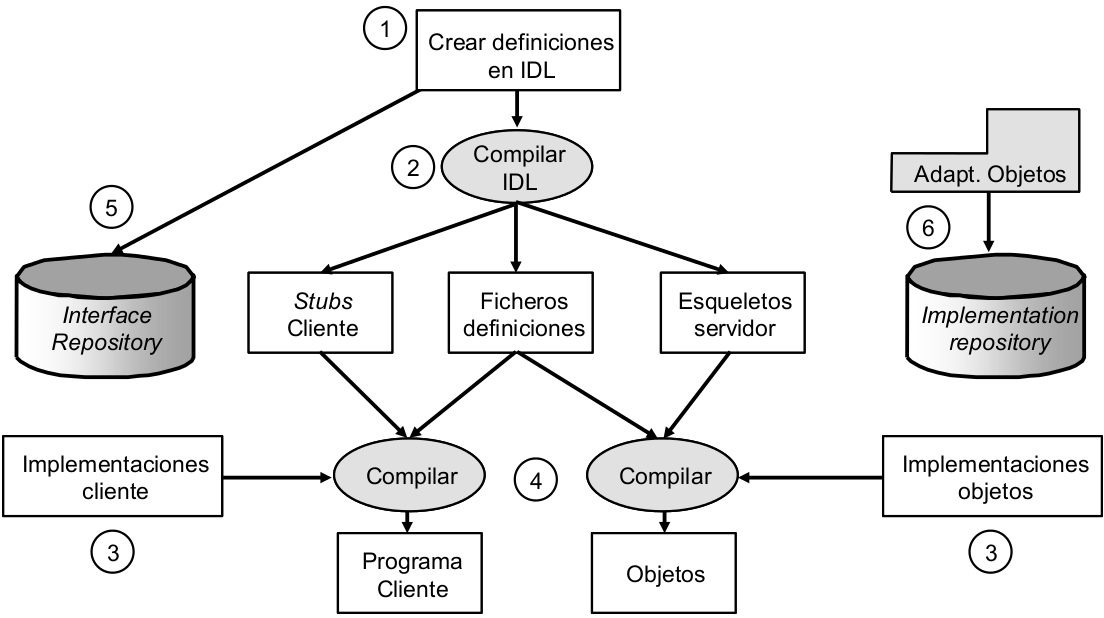 1
Crear definiciones
en IDL
2
Compilar
IDL
Adapt. Objetos
5
6
Interface
Repository
Stubs
Cliente
Ficheros
definiciones
Esqueletos
servidor
Implementation
repository
Implementaciones
cliente
Compilar
4
Compilar
Implementaciones
objetos
3
Programa
Cliente
Objetos
3